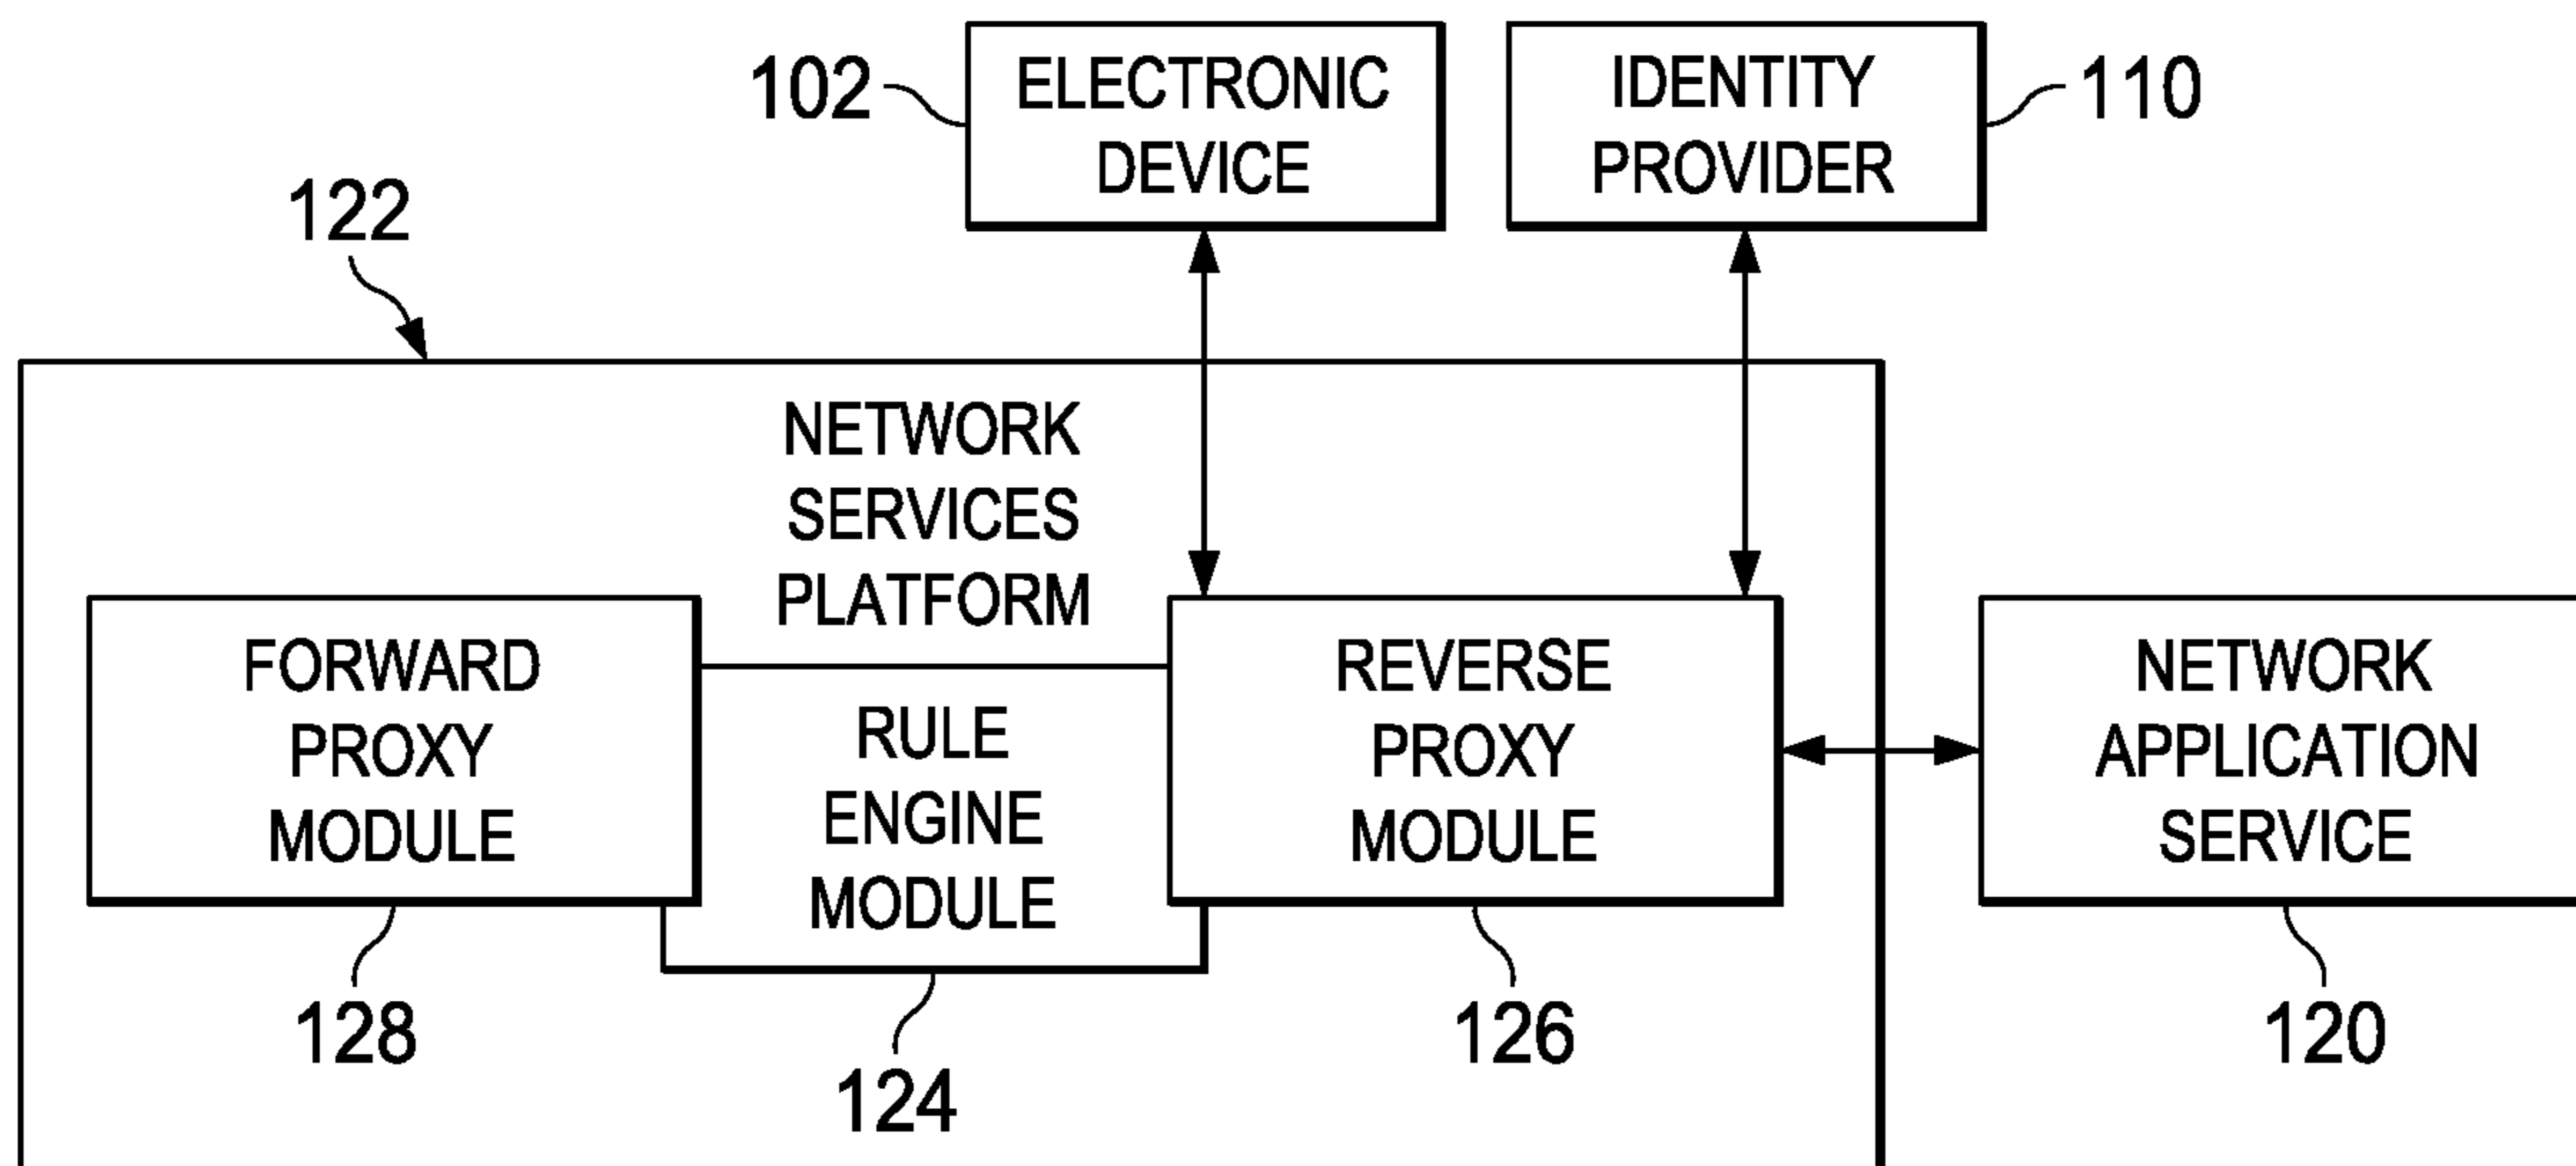 102
ELECTRONIC
DEVICE
IDENTITY
PROVIDER
110
122
NETWORK
SERVICES
PLATFORM
FORWARD
PROXY
MODULE
128
RULE
ENGINE
MODULE
124
REVERSE
PROXY
MODULE
126
NETWORK
APPLICATION
SERVICE
120